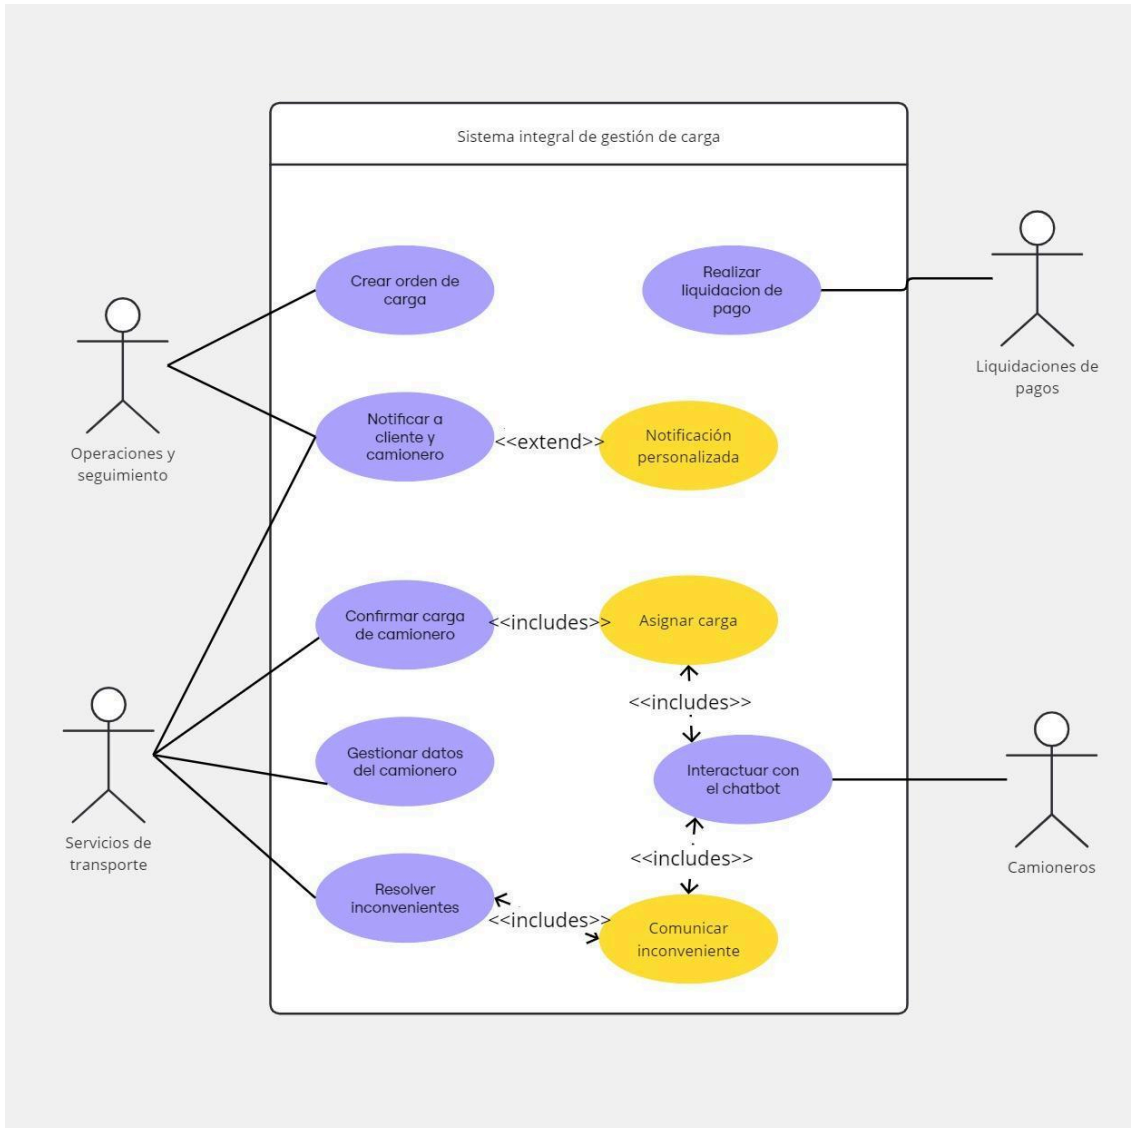 Sistema integral de gestión de carga
Crear orden de
carga
Realizar
liquidacion de
pago
Liquidaciones de
pagos
Operaciones y
seguimiento
Notificar a
cliente y
camionero
<<extend>>
Notificación
personalizada
Confirmar carga
de camionero
<<includes>>
Asignar carga
<<includes>>
Gestionar datos
del camionero
Interactuar con
el chatbot
Servicios de
transporte
Camioneros
<<includes>>
Resolver
inconvenientes
<<includes>>
Comunicar
inconveniente